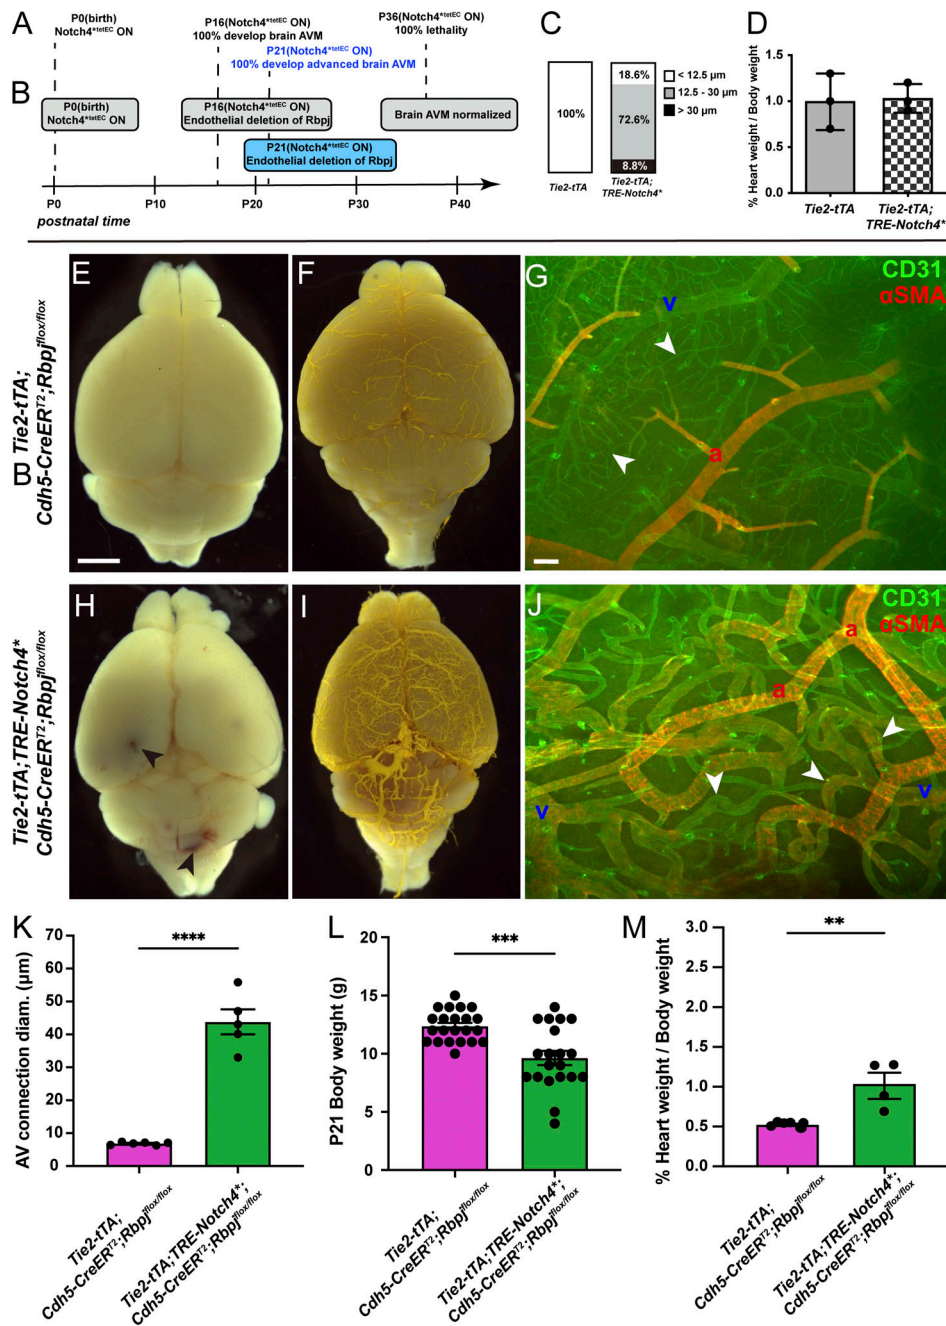 A
P0(birth)
Notch4*tetEC ON)
P16(Notch4*tetEC ON)
100% develop brain AVM
P21(Notch4*tetEC ON)
100% develop advanced brain AVM
P36(Notch4*tetEC ON)
100% lethality
B
P0(birth)
Notch4*tetEC ON)
P16(Notch4*tetEC ON)
Endothelial deletion of Rbpj
P21(Notch4*tetEC ON)
Endothelial deletion of Rbpj
Brain AVM normalized
P0
P10
P20
P30
P40
postnatal time
C
100%
18.6%
72.6%
8.8%
< 12.5 µm
12.5 - 30 µm
> 30 µm
Tie2-tTA
Tie2-tTA;
TRE-Notch4*
D
% Heart weight / Body weight
1.5
1.0
0.5
0.0
Tie2-tTA
Tie2-tTA;
TRE-Notch4*
Tie2-tTA;
Cdh5-CreERT2;Rbpjflox/flox
B
E
F
G
CD31
αSMA
v
a
Tie2-tTA;TRE-Notch4*
Cdh5-CreERT2;Rbpjflox/flox
H
I
J
CD31
αSMA
a
a
v
v
K
AV connection diam. (µm)
70
60
50
40
30
20
10
0
****
Tie2-tTA;
Cdh5-CreERT2;Rbpjflox/flox
Tie2-tTA;TRE-Notch4*;
Cdh5-CreERT2;Rbpjflox/flox
L
P21 Body weight (g)
20
15
10
5
0
***
Tie2-tTA;
Cdh5-CreERT2;Rbpjflox/flox
Tie2-tTA;TRE-Notch4*;
Cdh5-CreERT2;Rbpjflox/flox
M
% Heart weight / Body weight
3.0
2.5
2.0
1.5
1.0
0.5
0.0
**
Tie2-tTA;
Cdh5-CreERT2;Rbpjflox/flox
Tie2-tTA;TRE-Notch4*;
Cdh5-CreERT2;Rbpjflox/flox